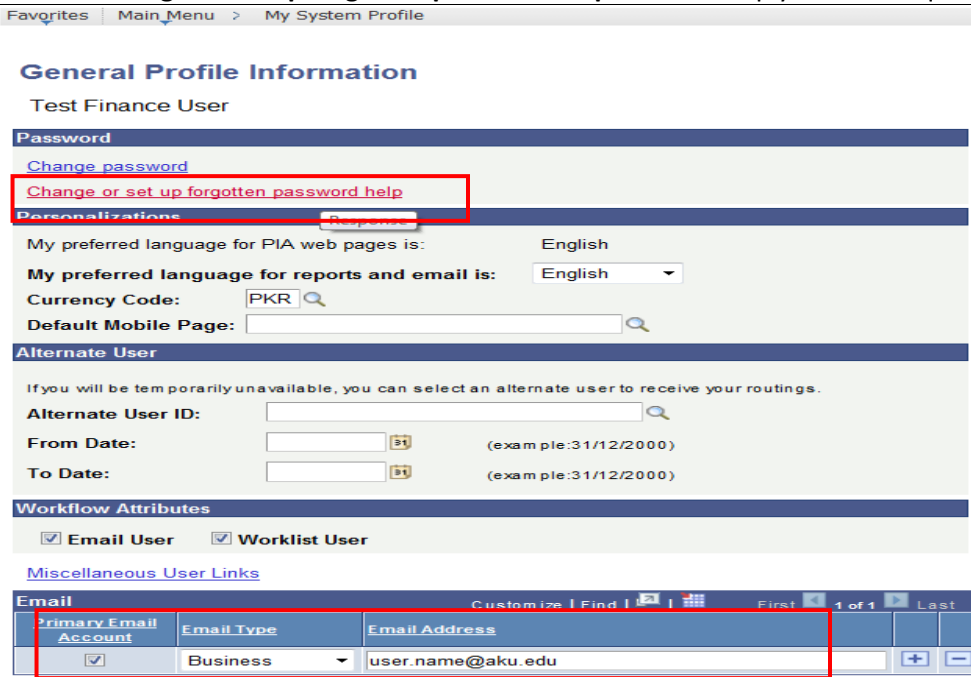 Favorites Main Menu > My System Profile
General Profile Information
Test Finance User
Password
Change password
Change or set up forgotten password help
Personalizations
Response
My preferred language for PIA web pages is: English
My preferred language for reports and email is: English
Currency Code: PKR
Default Mobile Page:
Alternate User
If you will be temporarily unavailable, you can select an alternate user to receive your routings.
Alternate User ID:
From Date: 31 (example:31/12/2000)
To Date: 31 (example:31/12/2000)
Workflow Attributes
Email User Worklist User
Miscellaneous User Links
Email Customize | Find | | First 1 of 1 Last
Primary Email Account Email Type Email Address
Business user.name@aku.edu + -